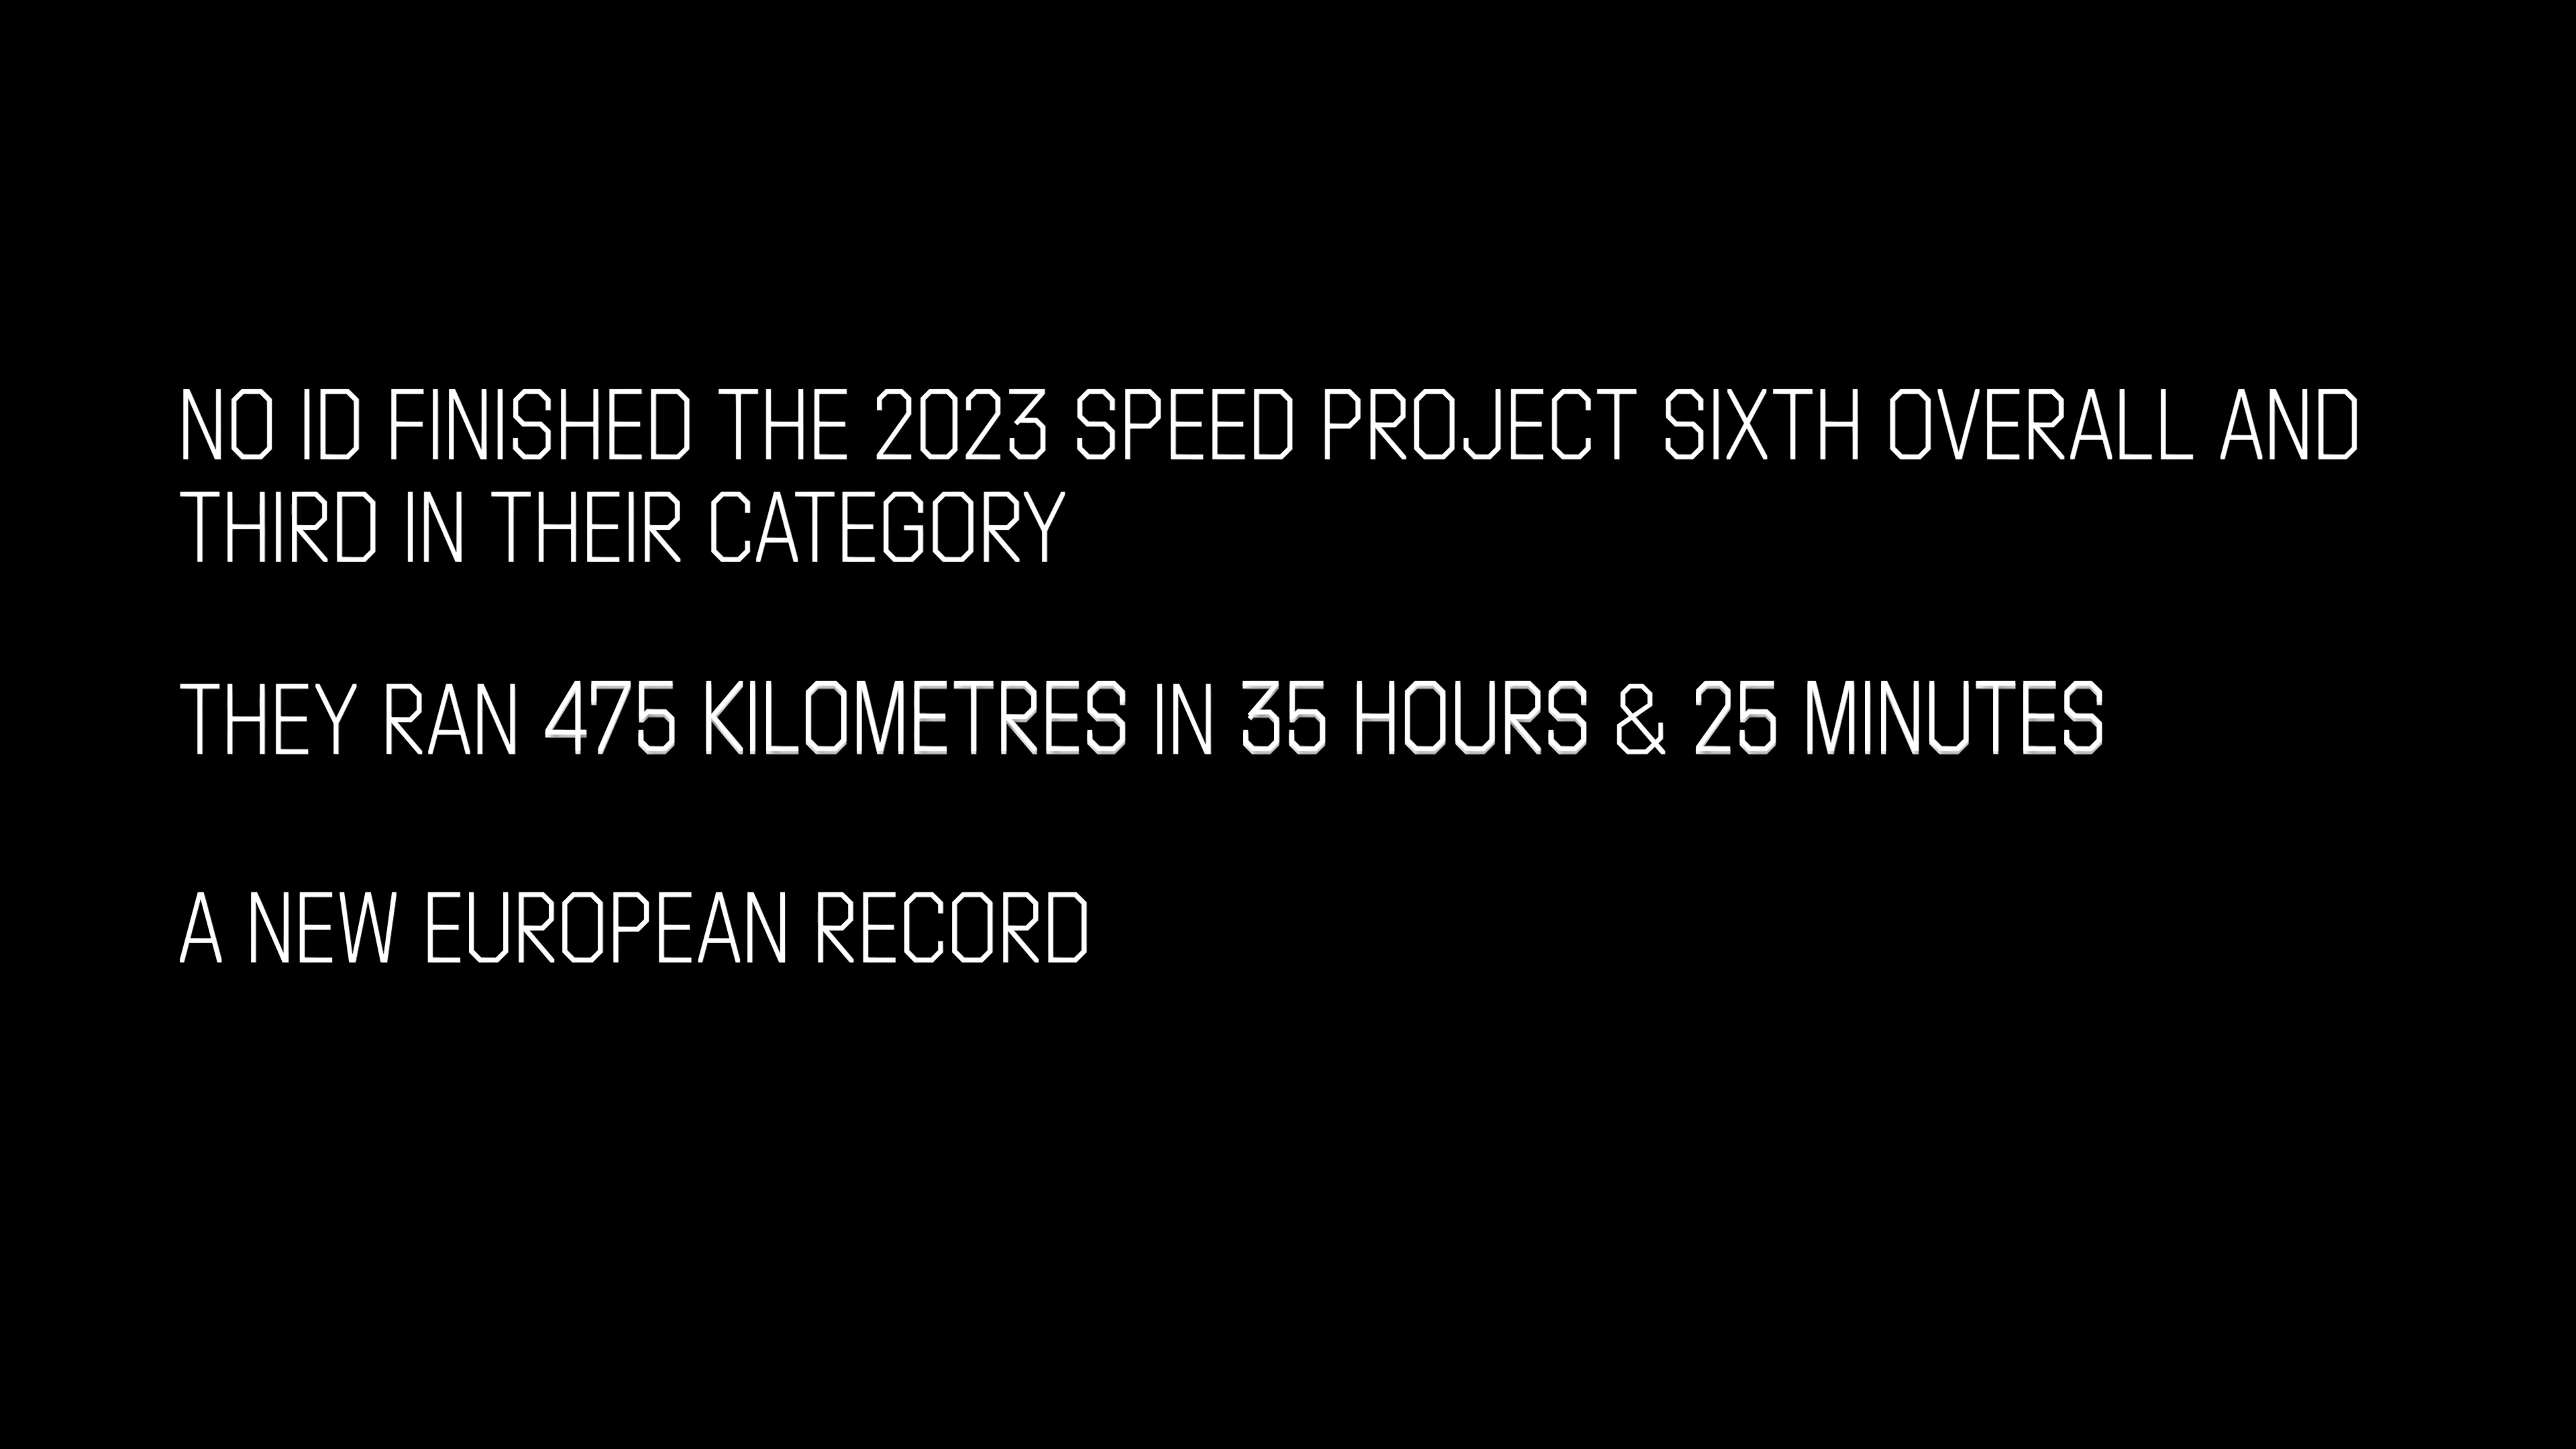 NO ID FINISHED THE 2023 SPEED PROJECT SIXTH OVERALL AND
THIRD IN THEIR CATEGORY
THEY RAN 475 KILOMETRES IN 35 HOURS & 25 MINUTES
A NEW EUROPEAN RECORD